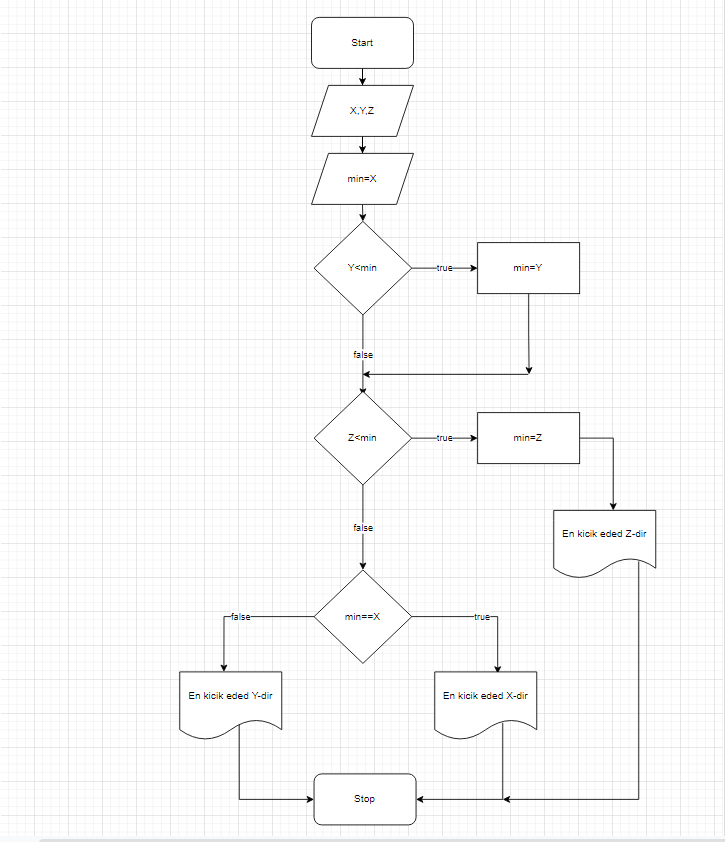 Start
X,Y,Z
min=X
Y<min
true
min=Y
false
Z<min
true
min=Z
false
En kicik eded Z-dir
min==X
false
true
En kicik eded Y-dir
En kicik eded X-dir
Stop